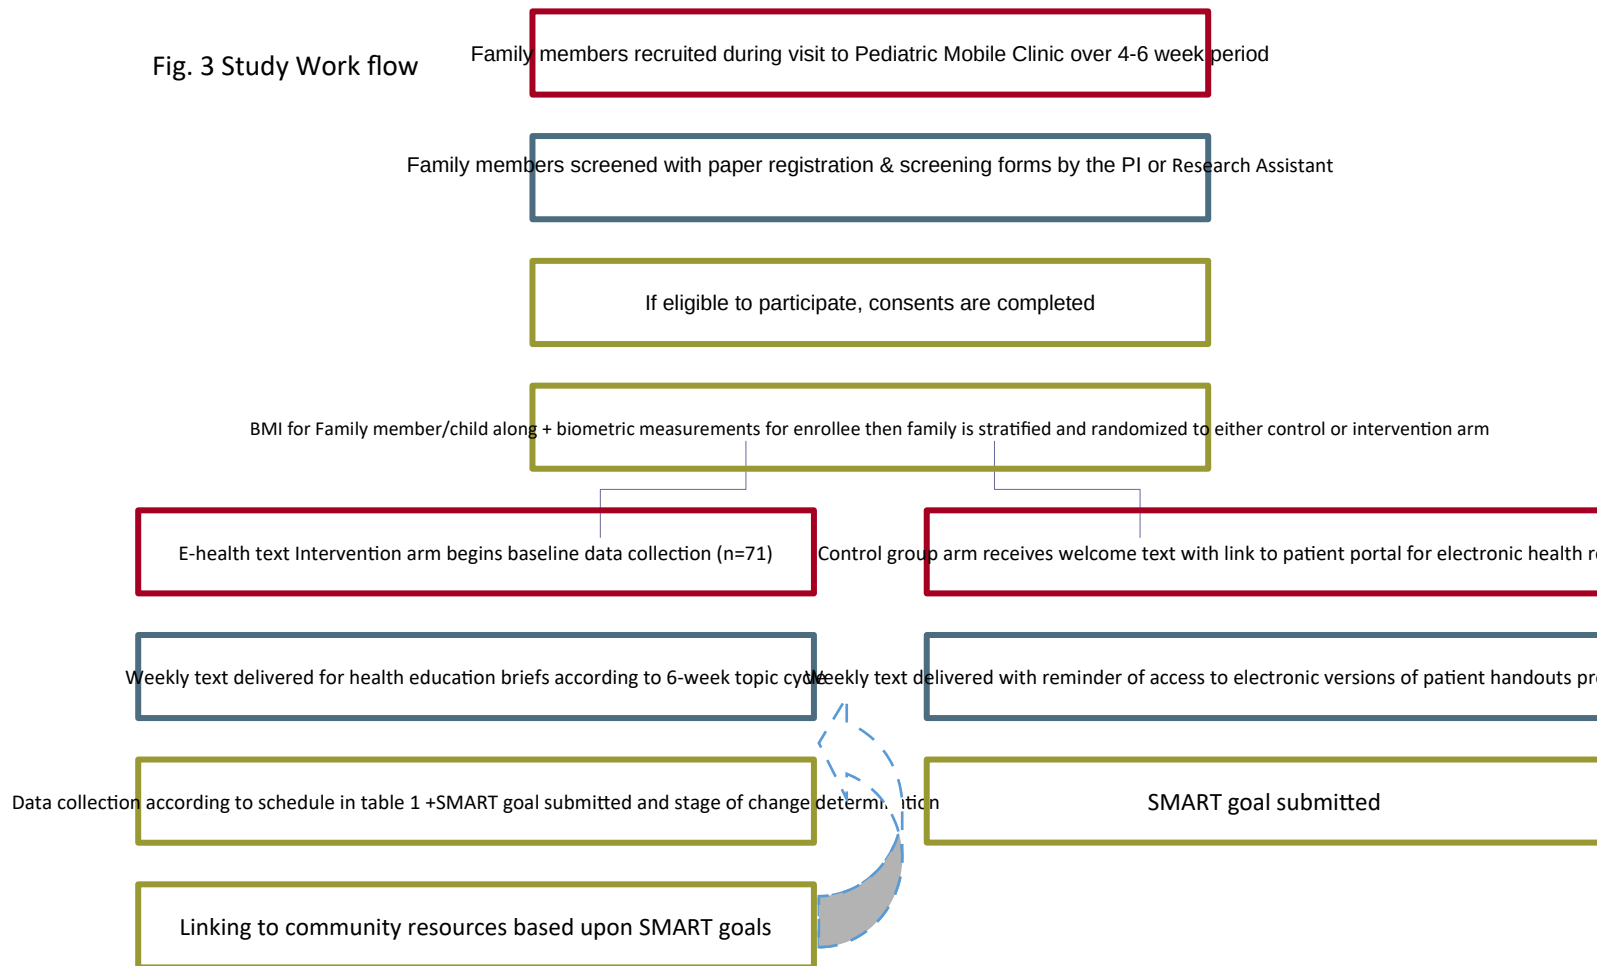 Fig. 3 Study Work flow
Family members recruited during visit to Pediatric Mobile Clinic over 4-6 week period
Family members screened with paper registration & screening forms by the PI or Research Assistant
If eligible to participate, consents are completed
BMI for Family member/child along + biometric measurements for enrollee then family is stratified and randomized to either control or intervention arm
E-health text Intervention arm begins baseline data collection (n=71)
Control group arm receives welcome text with link to patient portal for electronic health
Weekly text delivered for health education briefs according to 6-week topic cycle
Weekly text delivered with reminder of access to electronic versions of patient handouts
Data collection according to schedule in table 1 +SMART goal submitted and stage of change determination
SMART goal submitted
Linking to community resources based upon SMART goals